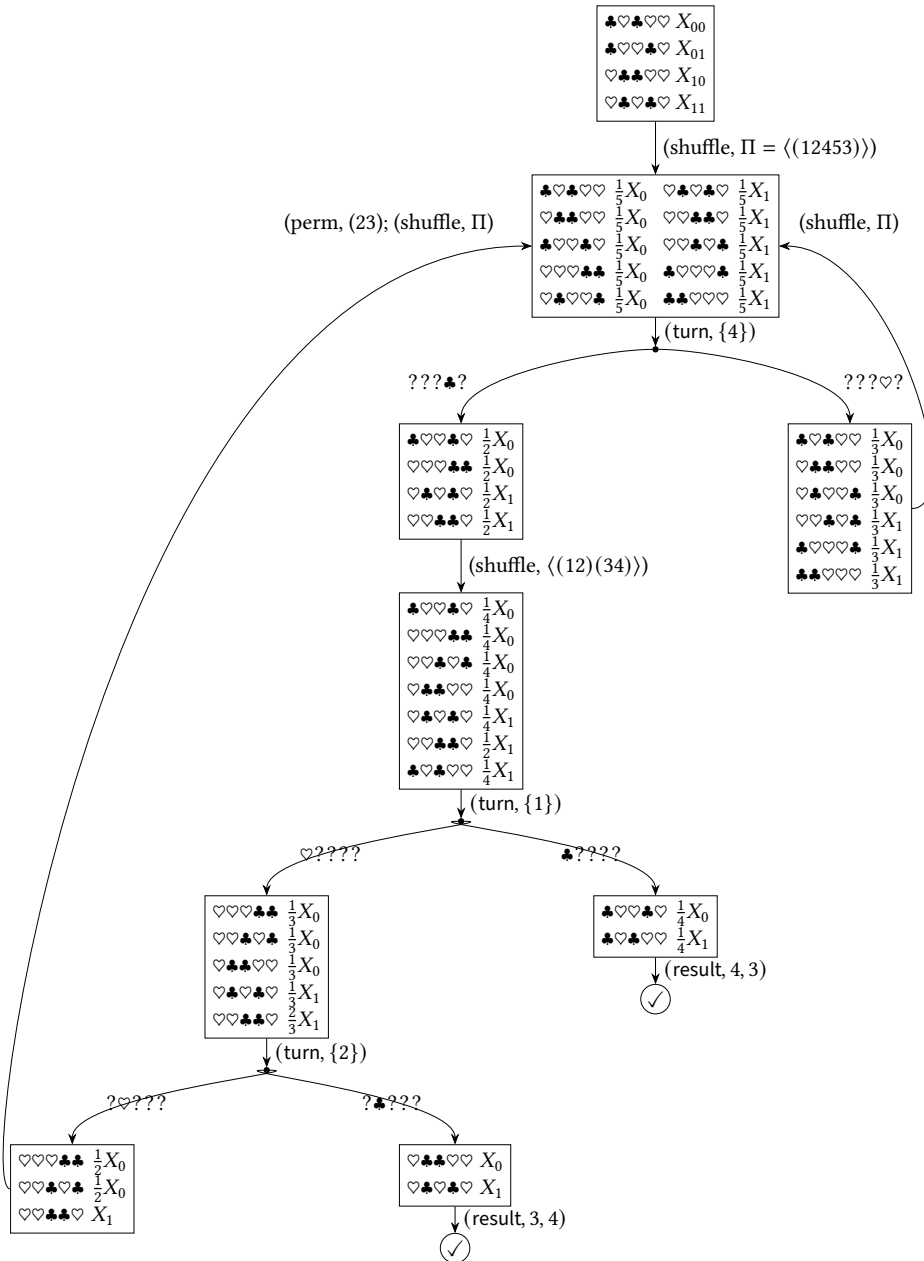 ♣♡♣♡♡ X₀₀
♣♡♡♣♡ X₀₁
♡♣♣♡♡ X₁₀
♡♣♡♣♡ X₁₁
(shuffle, Π = ⟨(12453)⟩)
(perm, (23); (shuffle, Π)
♣♡♣♡♡ 1/5X₀ ♡♣♡♣♡ 1/5X₁
♡♣♣♡♡ 1/5X₀ ♡♡♣♣♡ 1/5X₁
♣♡♡♣♡ 1/5X₀ ♡♡♣♡♣ 1/5X₁
♡♡♡♣♣ 1/5X₀ ♣♡♡♡♣ 1/5X₁
♡♣♡♡♣ 1/5X₀ ♣♣♡♡♡ 1/5X₁
(shuffle, Π)
(turn, {4})
???♣?
???♡?
♣♡♡♣♡ 1/2X₀
♡♡♡♣♣ 1/2X₀
♡♣♡♣♡ 1/2X₁
♡♡♣♣♡ 1/2X₁
♣♡♣♡♡ 1/3X₀
♡♣♣♡♡ 1/3X₀
♡♣♡♡♣ 1/3X₀
♡♡♣♡♣ 1/3X₁
♣♡♡♡♣ 1/3X₁
♣♣♡♡♡ 1/3X₁
(shuffle, ⟨(12)(34)⟩)
♣♡♡♣♡ 1/4X₀
♡♡♡♣♣ 1/4X₀
♡♡♣♡♣ 1/4X₀
♡♣♣♡♡ 1/4X₀
♡♣♡♣♡ 1/4X₁
♡♡♣♣♡ 1/2X₁
♣♡♣♡♡ 1/4X₁
(turn, {1})
♡????
♣????
♡♡♡♣♣ 1/3X₀
♡♡♣♡♣ 1/3X₀
♡♣♣♡♡ 1/3X₀
♡♣♡♣♡ 1/3X₁
♡♡♣♣♡ 2/3X₁
♣♡♡♣♡ 1/4X₀
♣♡♣♡♡ 1/4X₁
(result, 4, 3)
✓
(turn, {2})
?♡???
?♣???
♡♡♡♣♣ 1/2X₀
♡♡♣♡♣ 1/2X₀
♡♡♣♣♡ X₁
♡♣♣♡♡ X₀
♡♣♡♣♡ X₁
(result, 3, 4)
✓